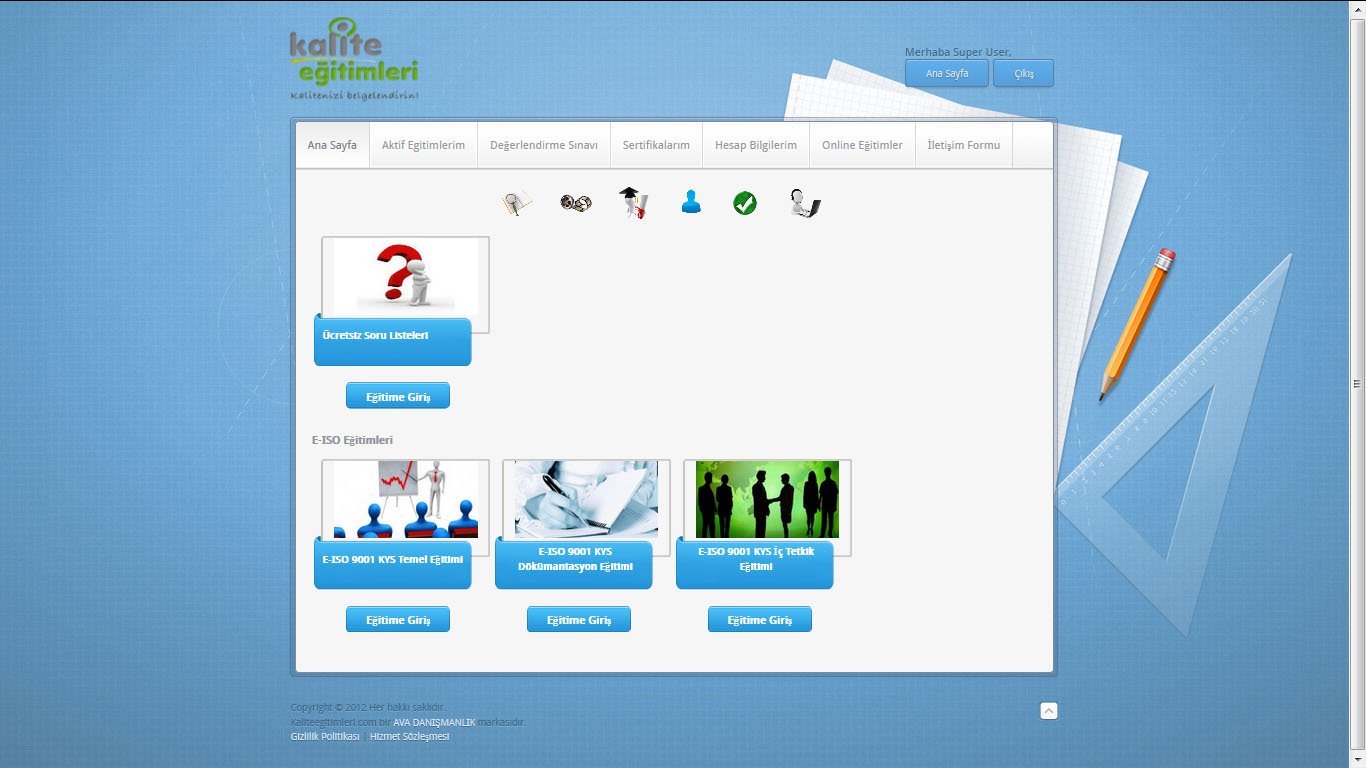 kalite
eğitimleri
Kalitenizi belgelendirin!
Merhaba Super User,
Ana Sayfa
Çıkış
Ana Sayfa
Aktif Egitimlerim
Değerlendirme Sınavı
Sertifikalarım
Hesap Bilgilerim
Online Eğitimler
İletişim Formu
Ücretsiz Soru Listeleri
Eğitime Giriş
E-ISO Eğitimleri
E-ISO 9001 KYS Temel Eğitimi
E-ISO 9001 KYS
Dökümantasyon Eğitimi
E-ISO 9001 KYS İç Tetkik
Eğitimi
Eğitime Giriş
Eğitime Giriş
Eğitime Giriş
Copyright © 2012 Her hakkı saklıdır.
Kaliteegitimleri.com bir AVA DANIŞMANLIK markasıdır.
Gizlilik Politikası | Hizmet Sözleşmesi